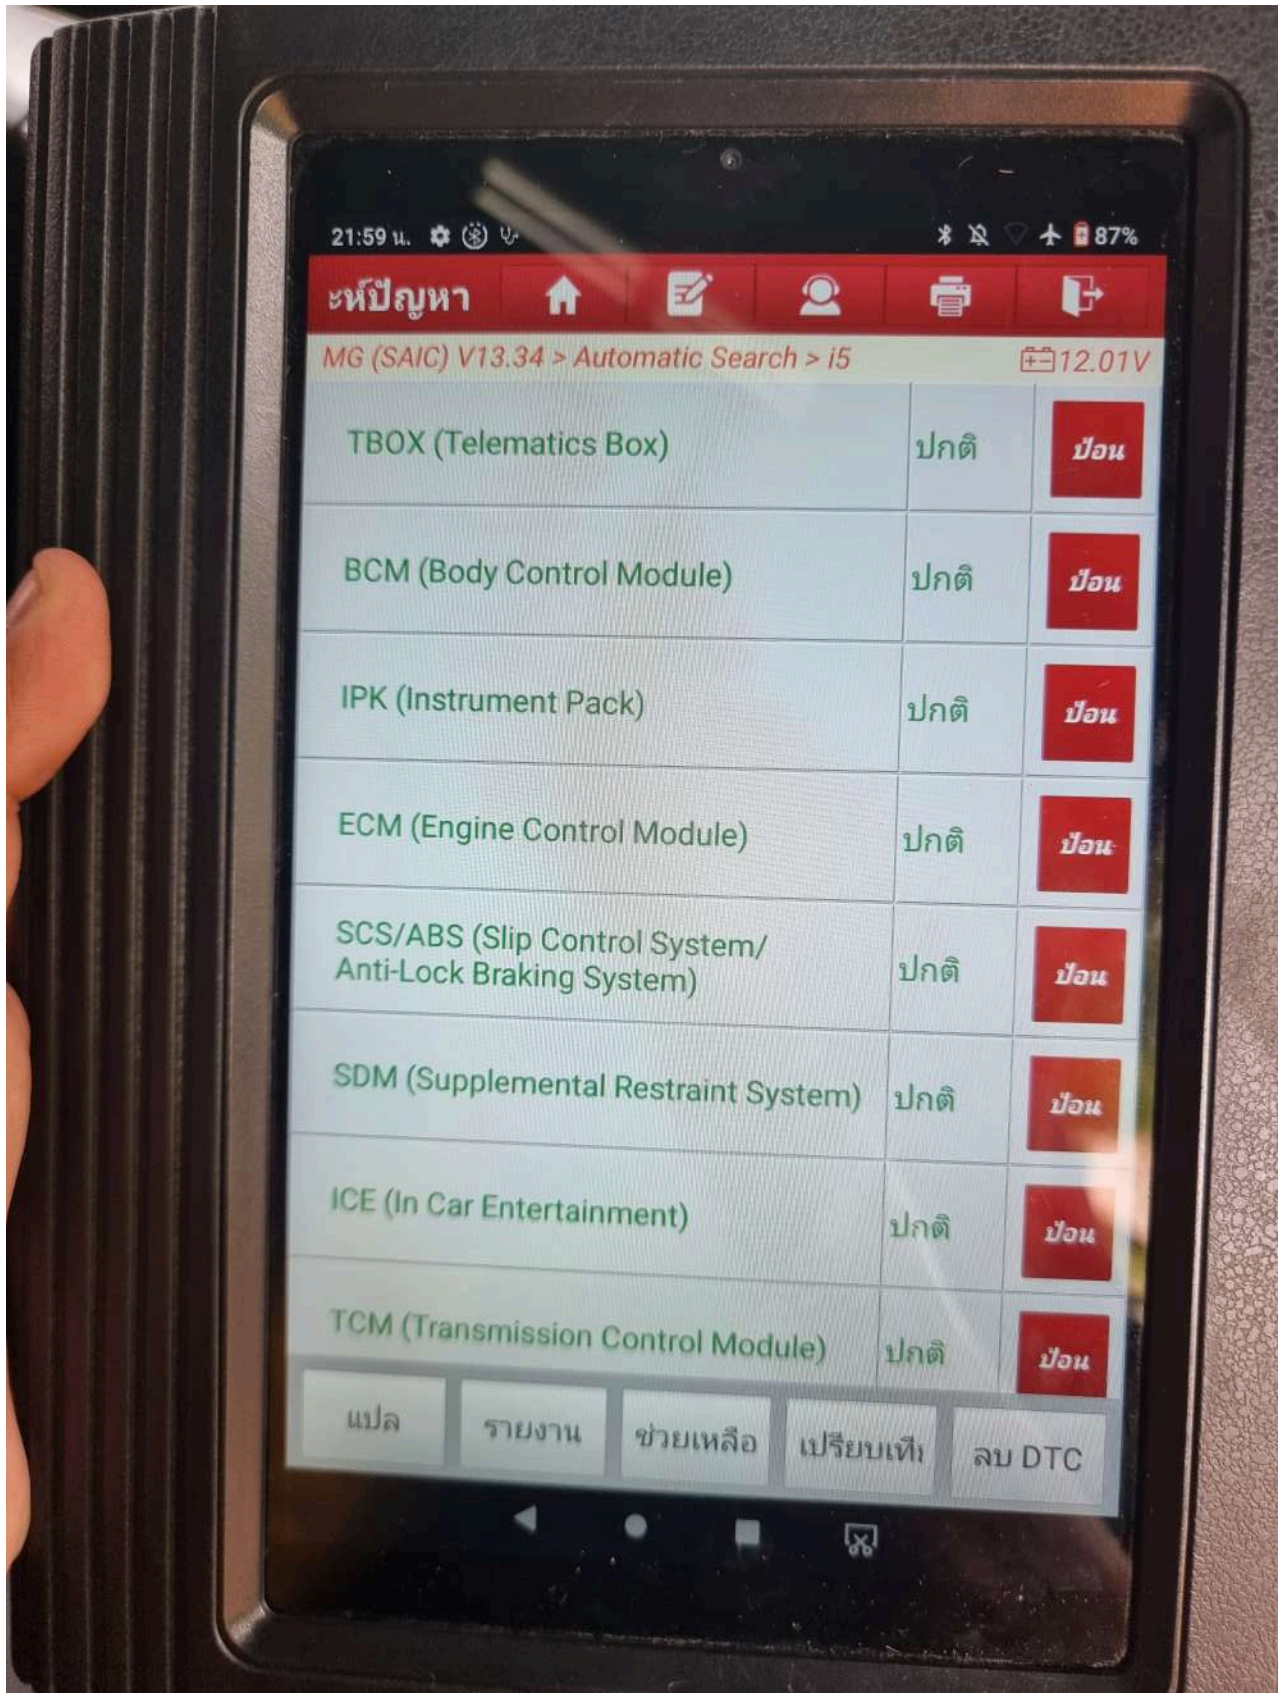 21:59 น.
87%
ะห์ปัญหา
MG (SAIC) V13.34 > Automatic Search > i5
12.01V
TBOX (Telematics Box) ปกติ ป้อน
BCM (Body Control Module) ปกติ ป้อน
IPK (Instrument Pack) ปกติ ป้อน
ECM (Engine Control Module) ปกติ ป้อน
SCS/ABS (Slip Control System/
Anti-Lock Braking System) ปกติ ป้อน
SDM (Supplemental Restraint System) ปกติ ป้อน
ICE (In Car Entertainment) ปกติ ป้อน
TCM (Transmission Control Module) ปกติ ป้อน
แปล รายงาน ช่วยเหลือ เปรียบเที ลบ DTC